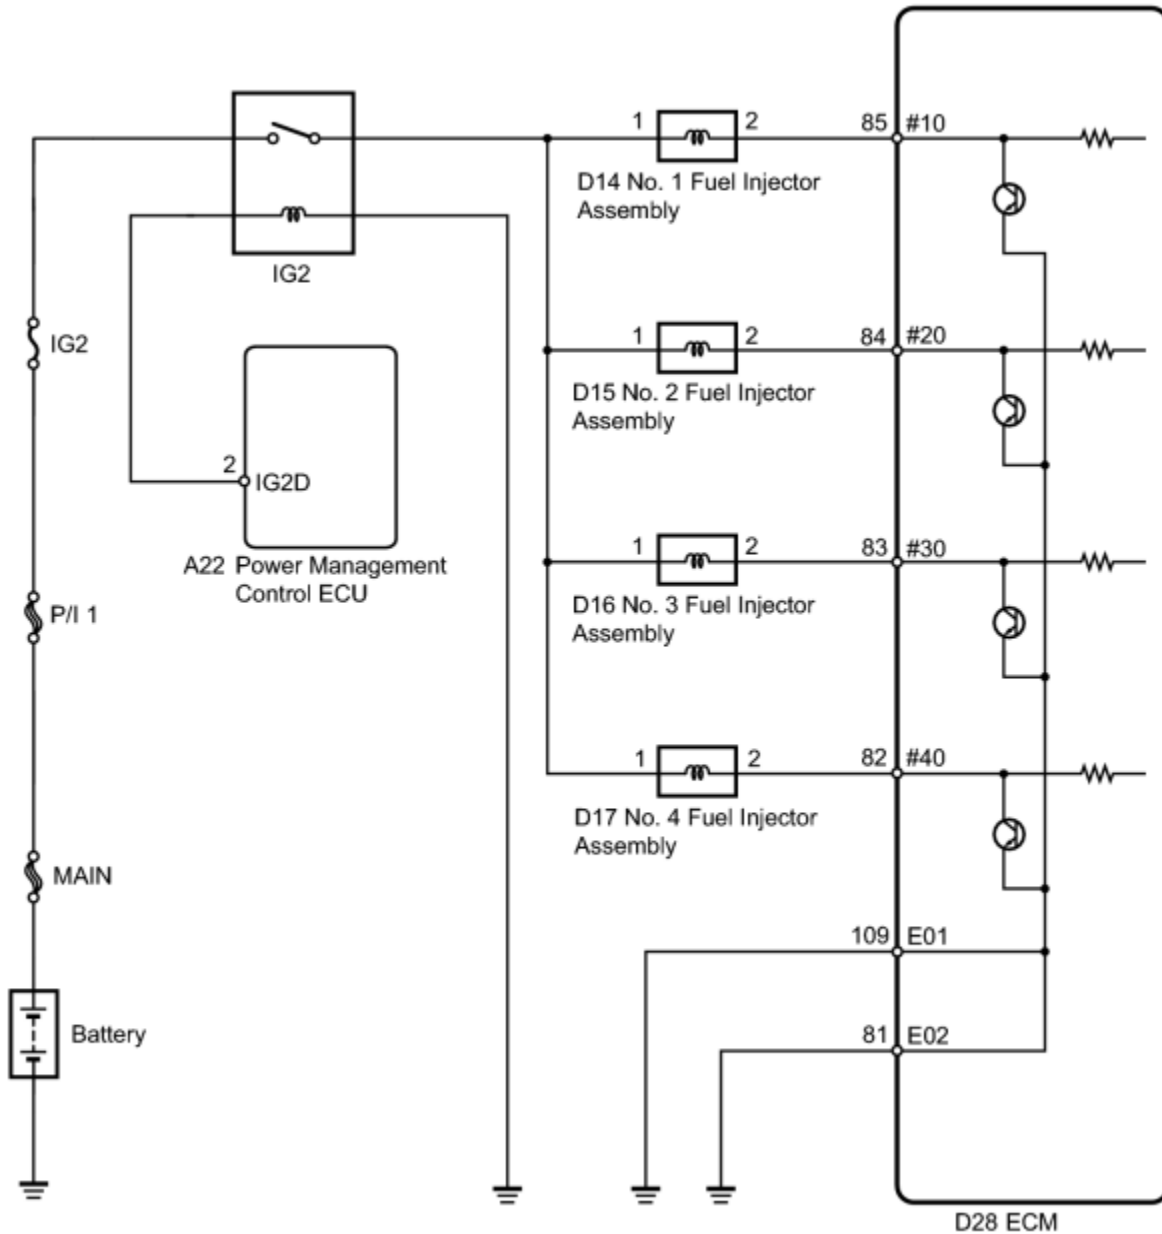 1
2
85
#10
D14 No. 1 Fuel Injector
Assembly
IG2
IG2
1
2
84
#20
D15 No. 2 Fuel Injector
Assembly
2
IG2D
A22 Power Management
Control ECU
1
2
83
#30
D16 No. 3 Fuel Injector
Assembly
P/I 1
1
2
82
#40
D17 No. 4 Fuel Injector
Assembly
MAIN
109
E01
Battery
81
E02
D28 ECM